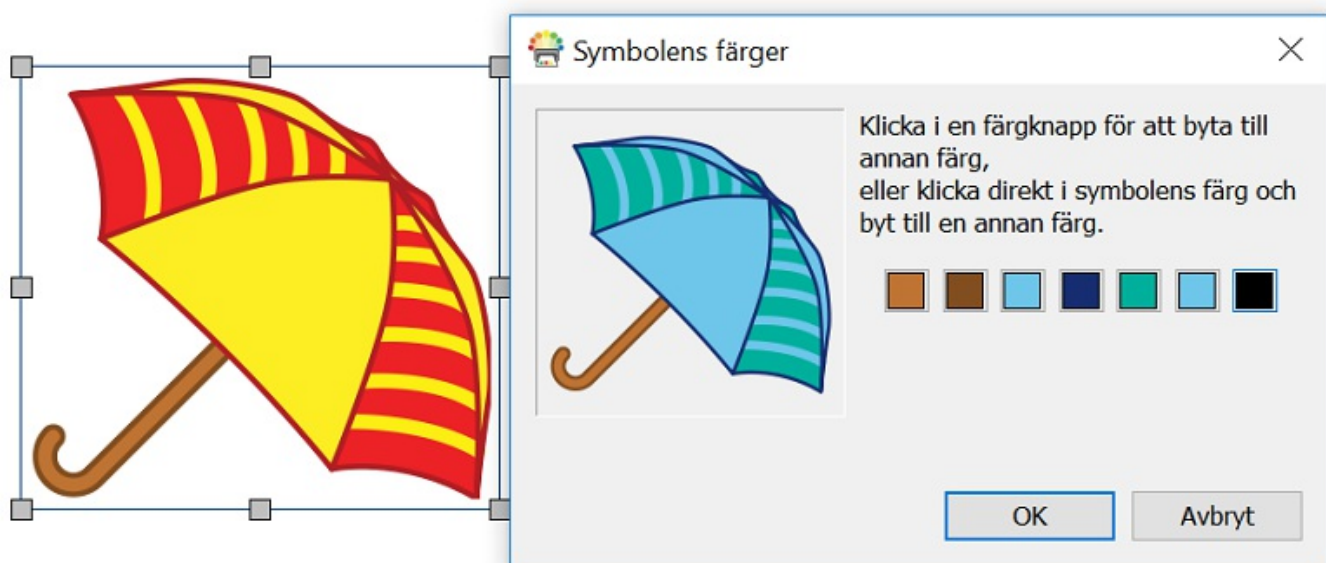 Symbolens färger
Klicka i en färgknapp för att byta till
annan färg,
eller klicka direkt i symbolens färg och
byt till en annan färg.
OK
Avbryt